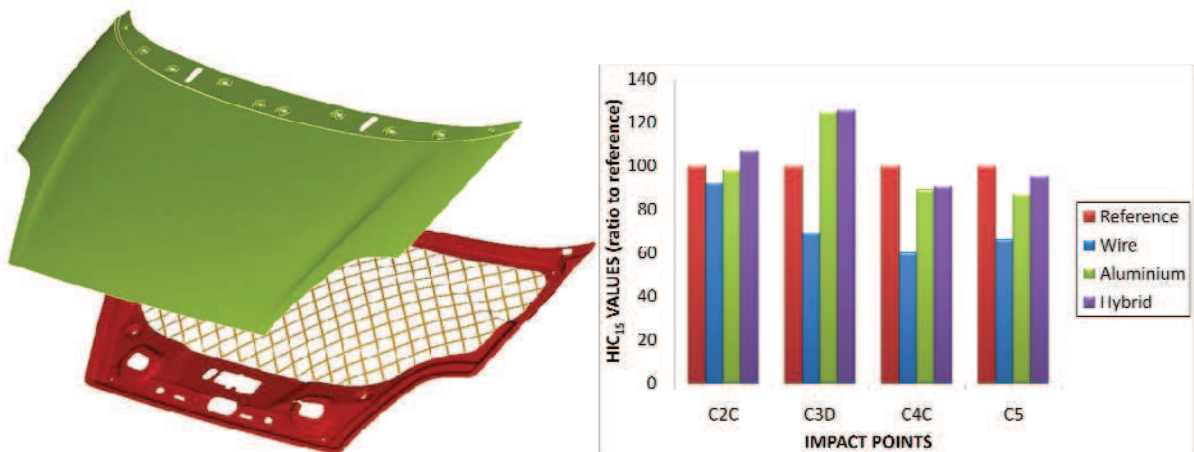 HIC₁₅ VALUES (ratio to reference)
140
120
100
80
60
40
20
0
C2C C3D C4C C5
IMPACT POINTS
Reference
Wire
Aluminium
Hybrid